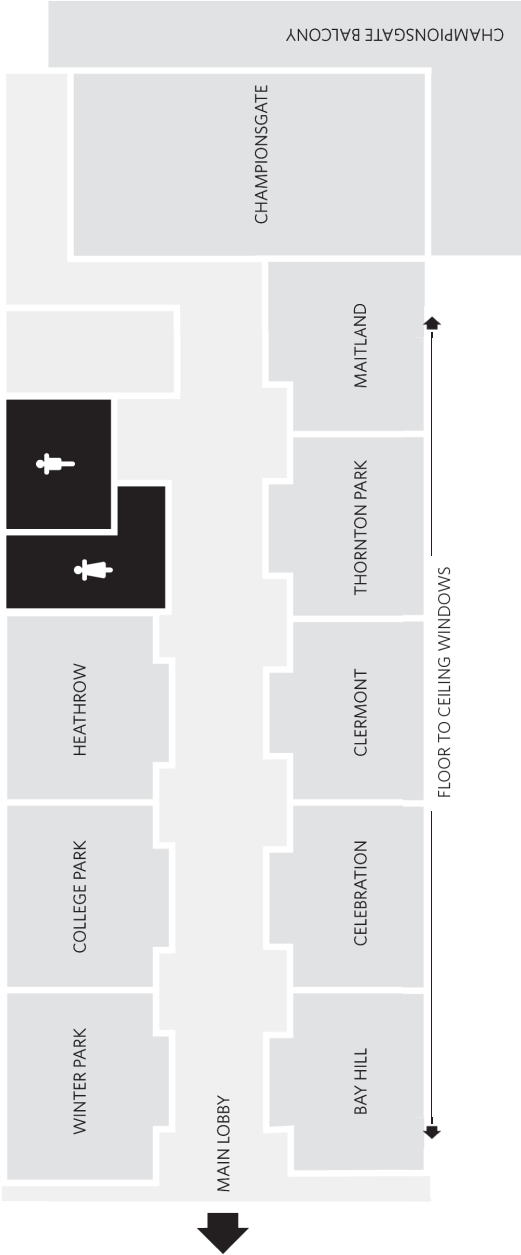 CHAMPIONSGATE BALCONY
CHAMPIONSGATE
MAITLAND
THORNTON PARK
FLOOR TO CEILING WINDOWS
HEATHROW
CLERMONT
COLLEGE PARK
CELEBRATION
WINTER PARK
BAY HILL
MAIN LOBBY